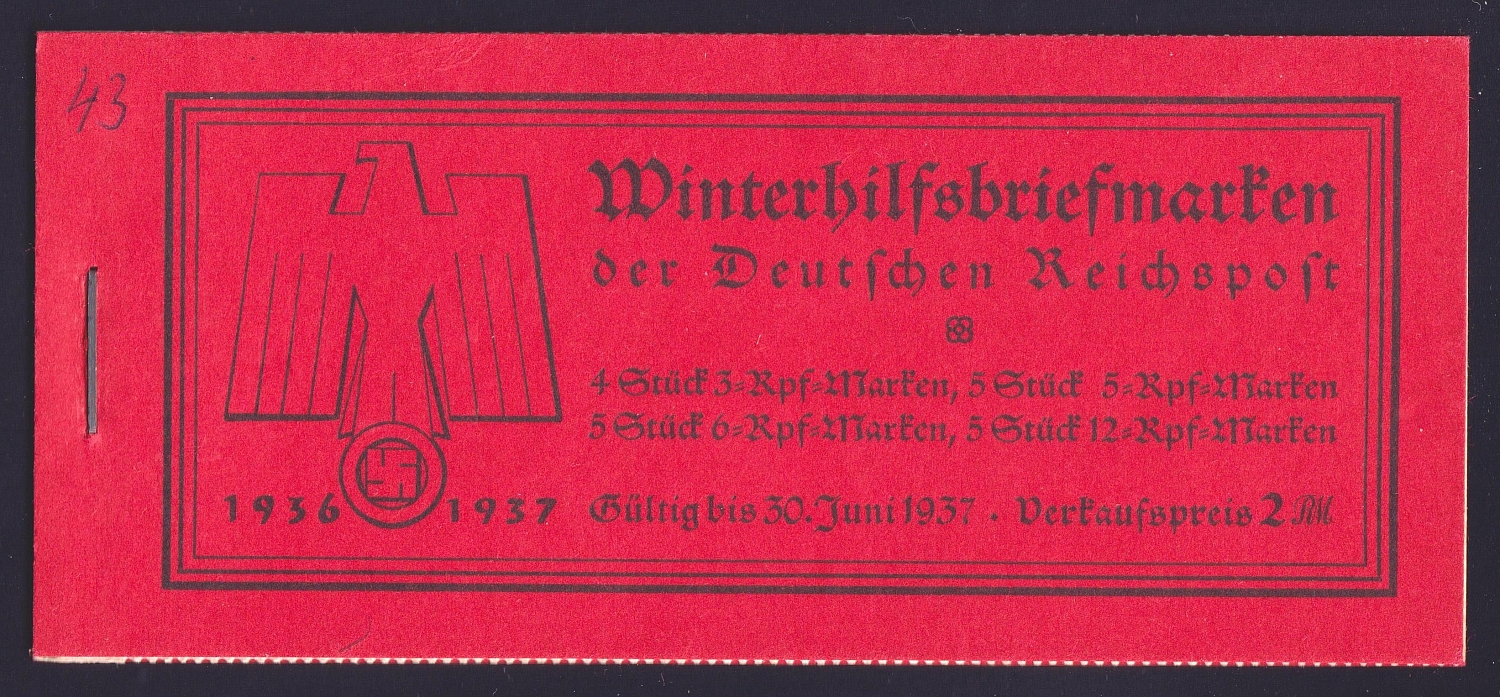 43
Winterhilfsbriefmarken
der Deutschen Reichspost
4 Stück 3=Rpf=Marken, 5 Stück 5=Rpf=Marken
5 Stück 6=Rpf=Marken, 5 Stück 12=Rpf=Marken
1936 1937
Gültig bis 30. Juni 1937 . Verkaufspreis 2 RM